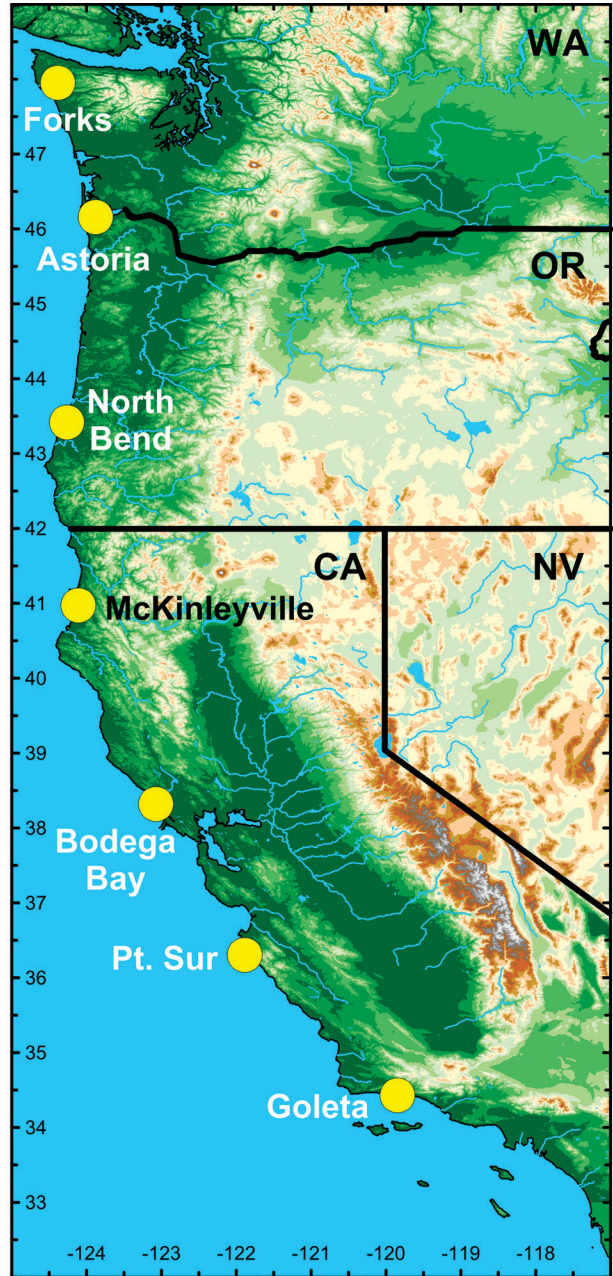 WA
Forks
47
46
Astoria
OR
45
44
North
Bend
43
42
CA
NV
41
McKinleyville
40
39
38
Bodega
Bay
37
Pt. Sur
36
35
Goleta
34
33
-124
-123
-122
-121
-120
-119
-118